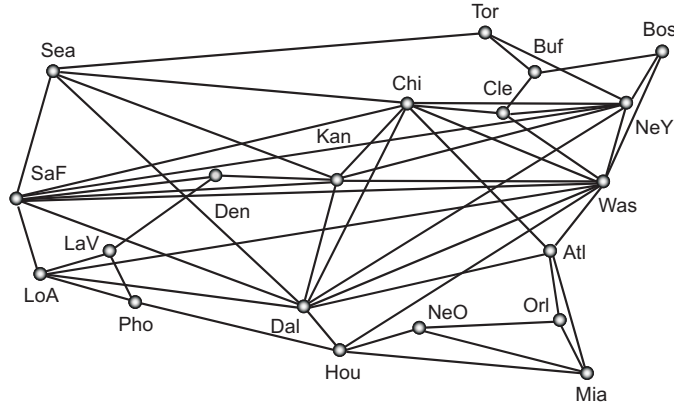 Tor
Bos
Buf
Sea
Chi
Cle
NeY
Kan
SaF
Den
Was
LaV
Atl
LoA
Pho
Dal
NeO
Orl
Hou
Mia